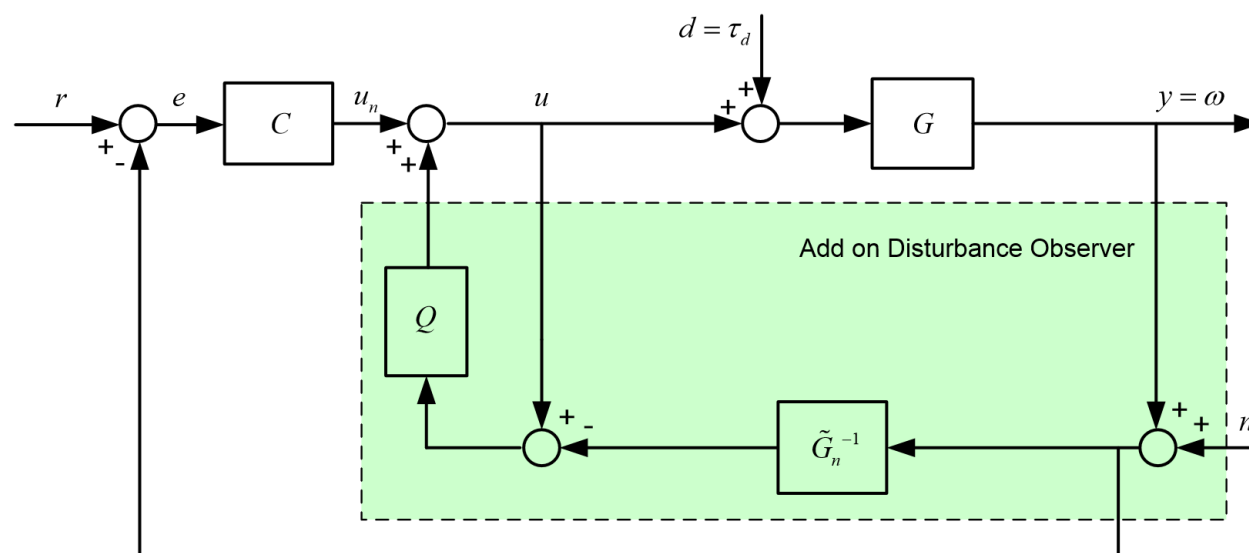 d = τ_d
r
e
C
u_n
u
G
y = ω
+
-
+
+
+
+
Add on Disturbance Observer
Q
+
-
G̃_n^{-1}
+
+
n